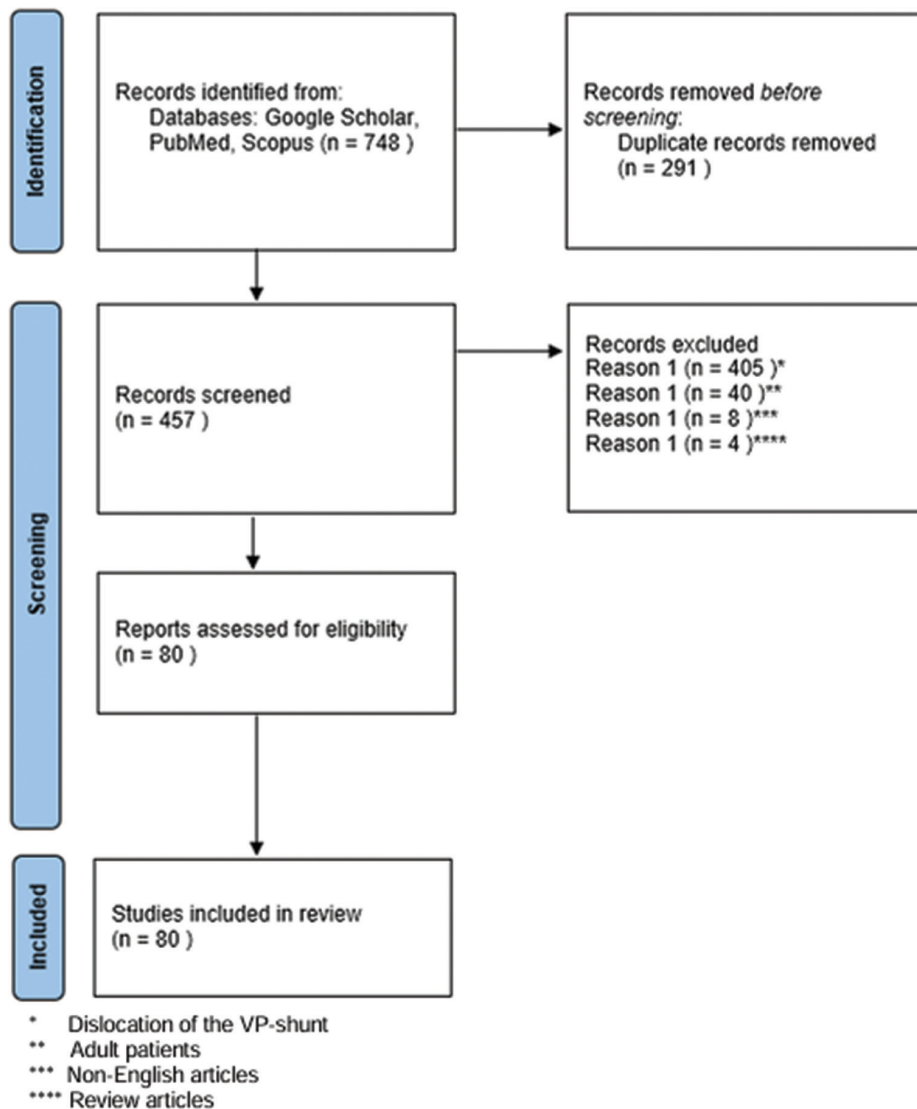 Identification
Records identified from:
Databases: Google Scholar,
PubMed, Scopus (n = 748 )
Records removed before
screening:
Duplicate records removed
(n = 291 )
Screening
Records screened
(n = 457 )
Records excluded
Reason 1 (n = 405 )*
Reason 1 (n = 40 )**
Reason 1 (n = 8 )***
Reason 1 (n = 4 )****
Reports assessed for eligibility
(n = 80 )
Included
Studies included in review
(n = 80 )
* Dislocation of the VP-shunt
** Adult patients
*** Non-English articles
**** Review articles